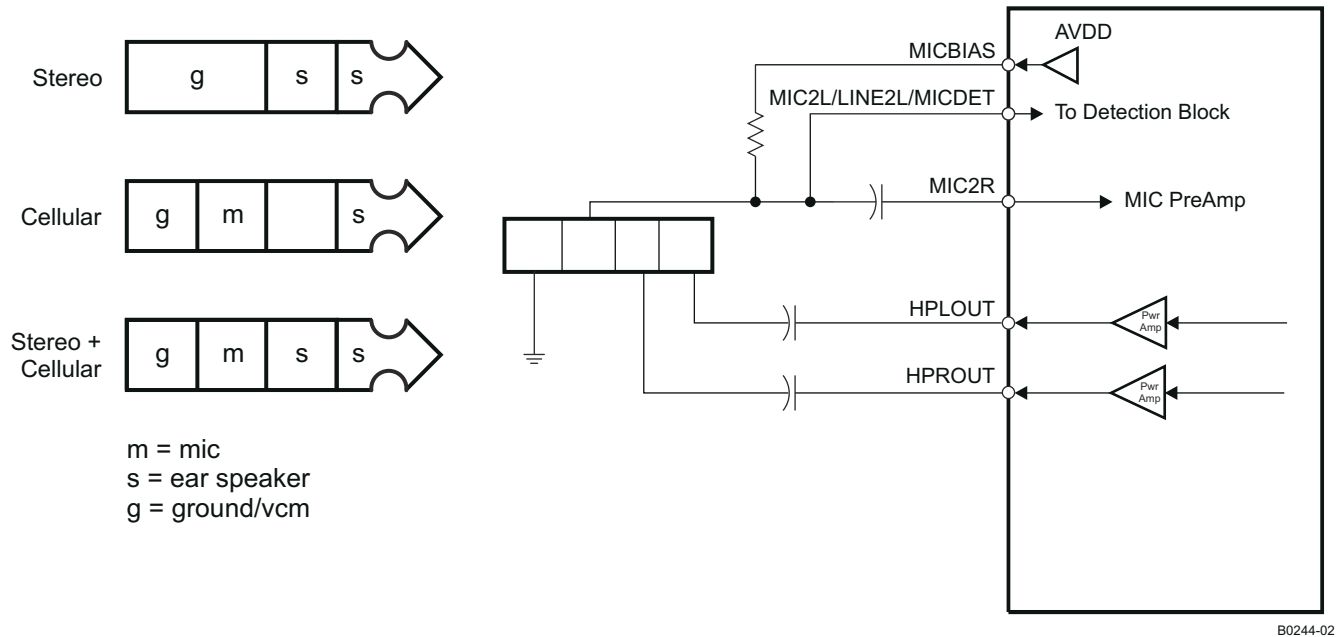 Stereo
g
s
s
Cellular
g
m
s
Stereo +
Cellular
g
m
s
s
m = mic
s = ear speaker
g = ground/vcm
AVDD
MICBIAS
MIC2L/LINE2L/MICDET
To Detection Block
MIC2R
MIC PreAmp
HPLOUT
Pwr
Amp
HPROUT
Pwr
Amp
B0244-02